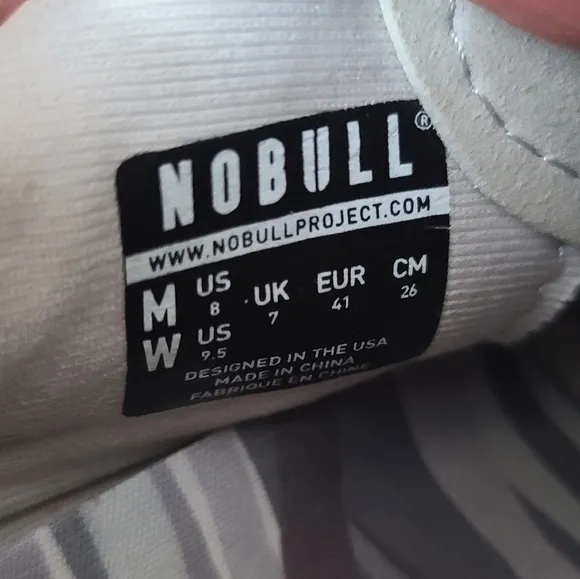 NOBULL®
WWW.NOBULLPROJECT.COM
M US 8 UK 7 EUR 41 CM 26
W US 9.5
DESIGNED IN THE USA
MADE IN CHINA
FABRIQUE EN CHINE